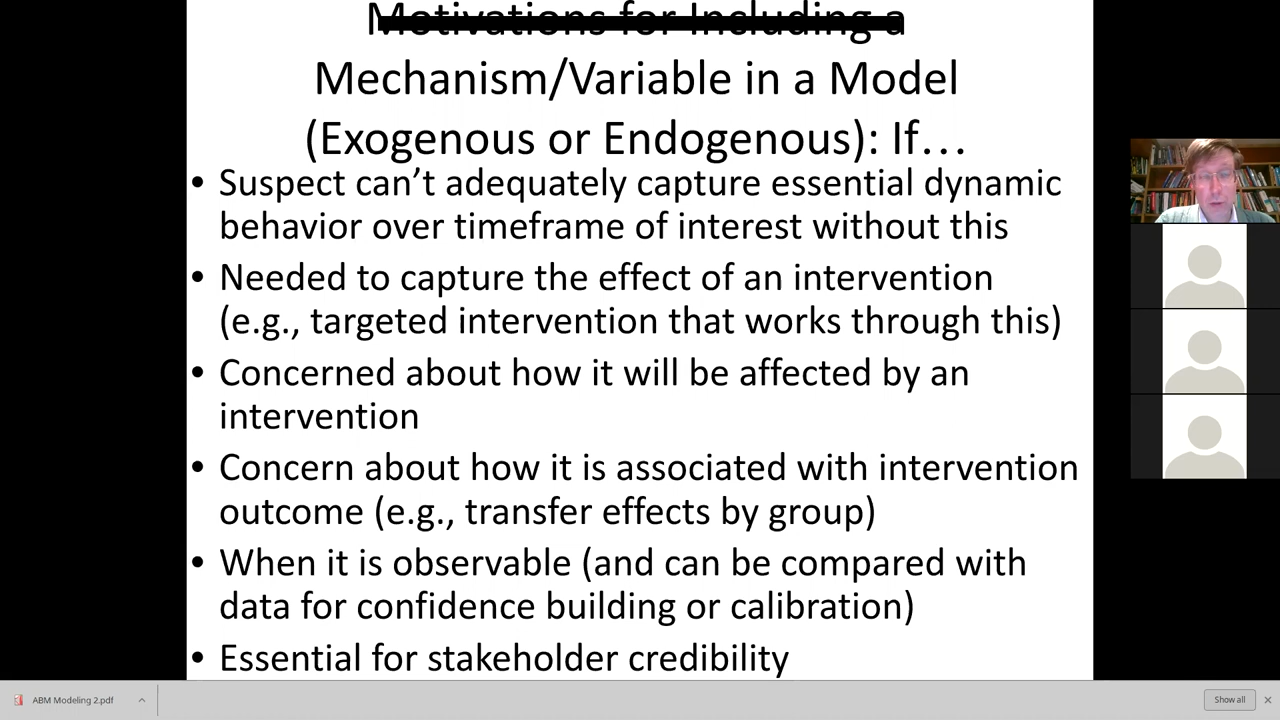 Motivations for Including a
Mechanism/Variable in a Model
(Exogenous or Endogenous): If…
• Suspect can’t adequately capture essential dynamic
behavior over timeframe of interest without this
• Needed to capture the effect of an intervention
(e.g., targeted intervention that works through this)
• Concerned about how it will be affected by an
intervention
• Concern about how it is associated with intervention
outcome (e.g., transfer effects by group)
• When it is observable (and can be compared with
data for confidence building or calibration)
• Essential for stakeholder credibility
ABM Modeling 2.pdf
Show all